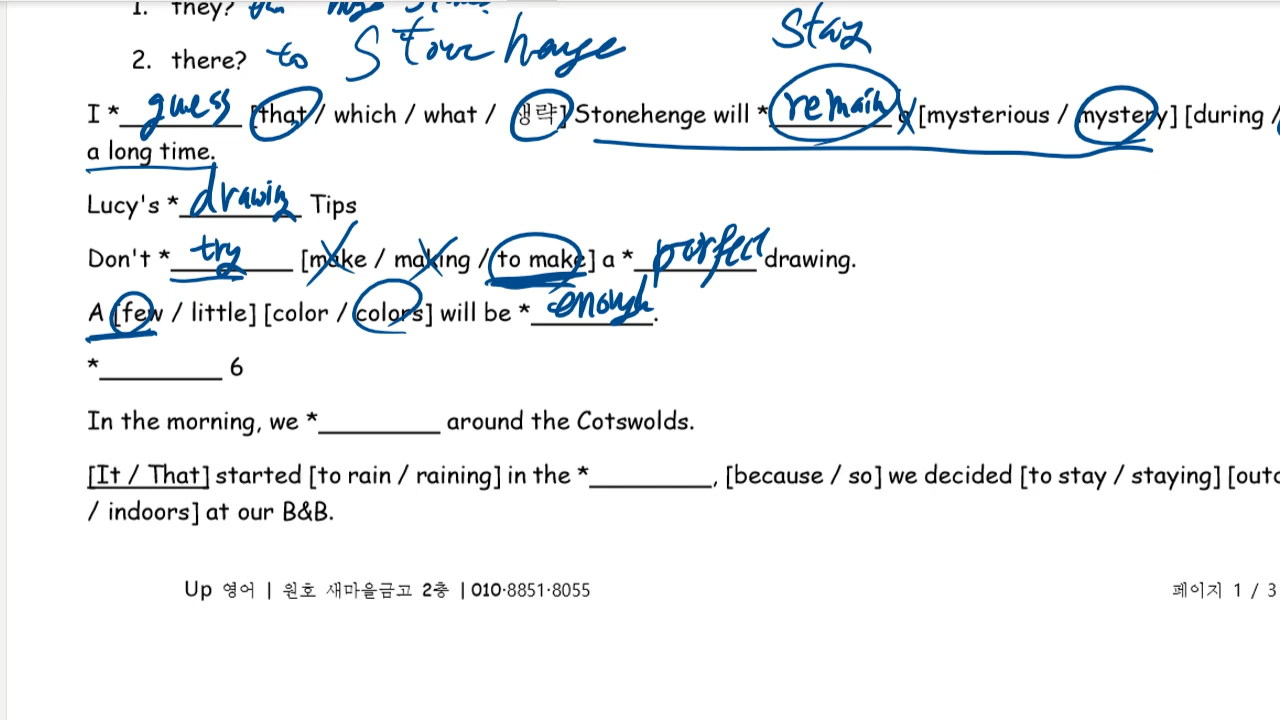 1. they?
2. there? to Stonehenge stay
I * guess [that / which / what / 생략] Stonehenge will * remain a [mysterious / mystery] [during /
a long time.
Lucy's * drawing Tips
Don't * try [make / making / to make] a * perfect drawing.
A [few / little] [color / colors] will be * enough.
*_________ 6
In the morning, we *_________ around the Cotswolds.
[It / That] started [to rain / raining] in the *_________, [because / so] we decided [to stay / staying]
/ indoors] at our B&B.
Up 영어 | 원호 새마을금고 2층 | 010·8851·8055 페이지 1 / 3